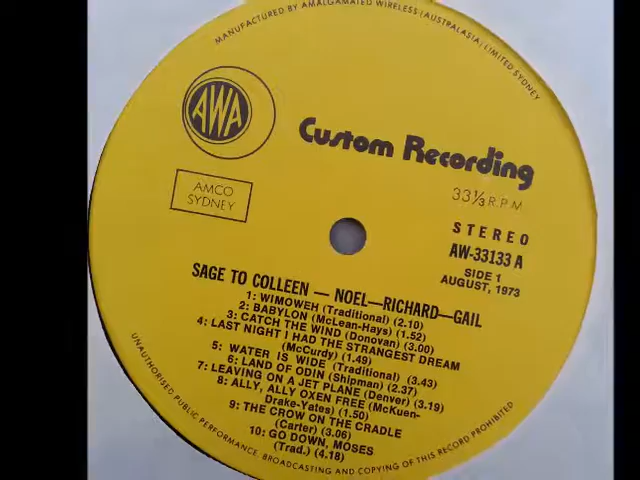 MANUFACTURED BY AMALGAMATED WIRELESS (AUSTRALASIA) LIMITED SYDNEY
AWA
Custom Recording
AMCO
SYDNEY
33⅓ R.P.M
STEREO
AW-33133 A
SIDE 1
AUGUST, 1973
SAGE TO COLLEEN — NOEL—RICHARD—GAIL
1: WIMOWEH (Traditional) (2.10)
2: BABYLON (McLean-Hays) (1.52)
3: CATCH THE WIND (Donovan) (3.00)
4: LAST NIGHT I HAD THE STRANGEST DREAM
(McCurdy) (1.49)
5: WATER IS WIDE (Traditional) (3.43)
6: LAND OF ODIN (Shipman) (2.37)
7: LEAVING ON A JET PLANE (Denver) (3.19)
8: ALLY, ALLY OXEN FREE (McKuen-
Drake-Yates) (1.50)
9: THE CROW ON THE CRADLE
(Carter) (3.06)
10: GO DOWN, MOSES
(Trad.) (4.18)
UNAUTHORISED PUBLIC PERFORMANCE, BROADCASTING AND COPYING OF THIS RECORD PROHIBITED